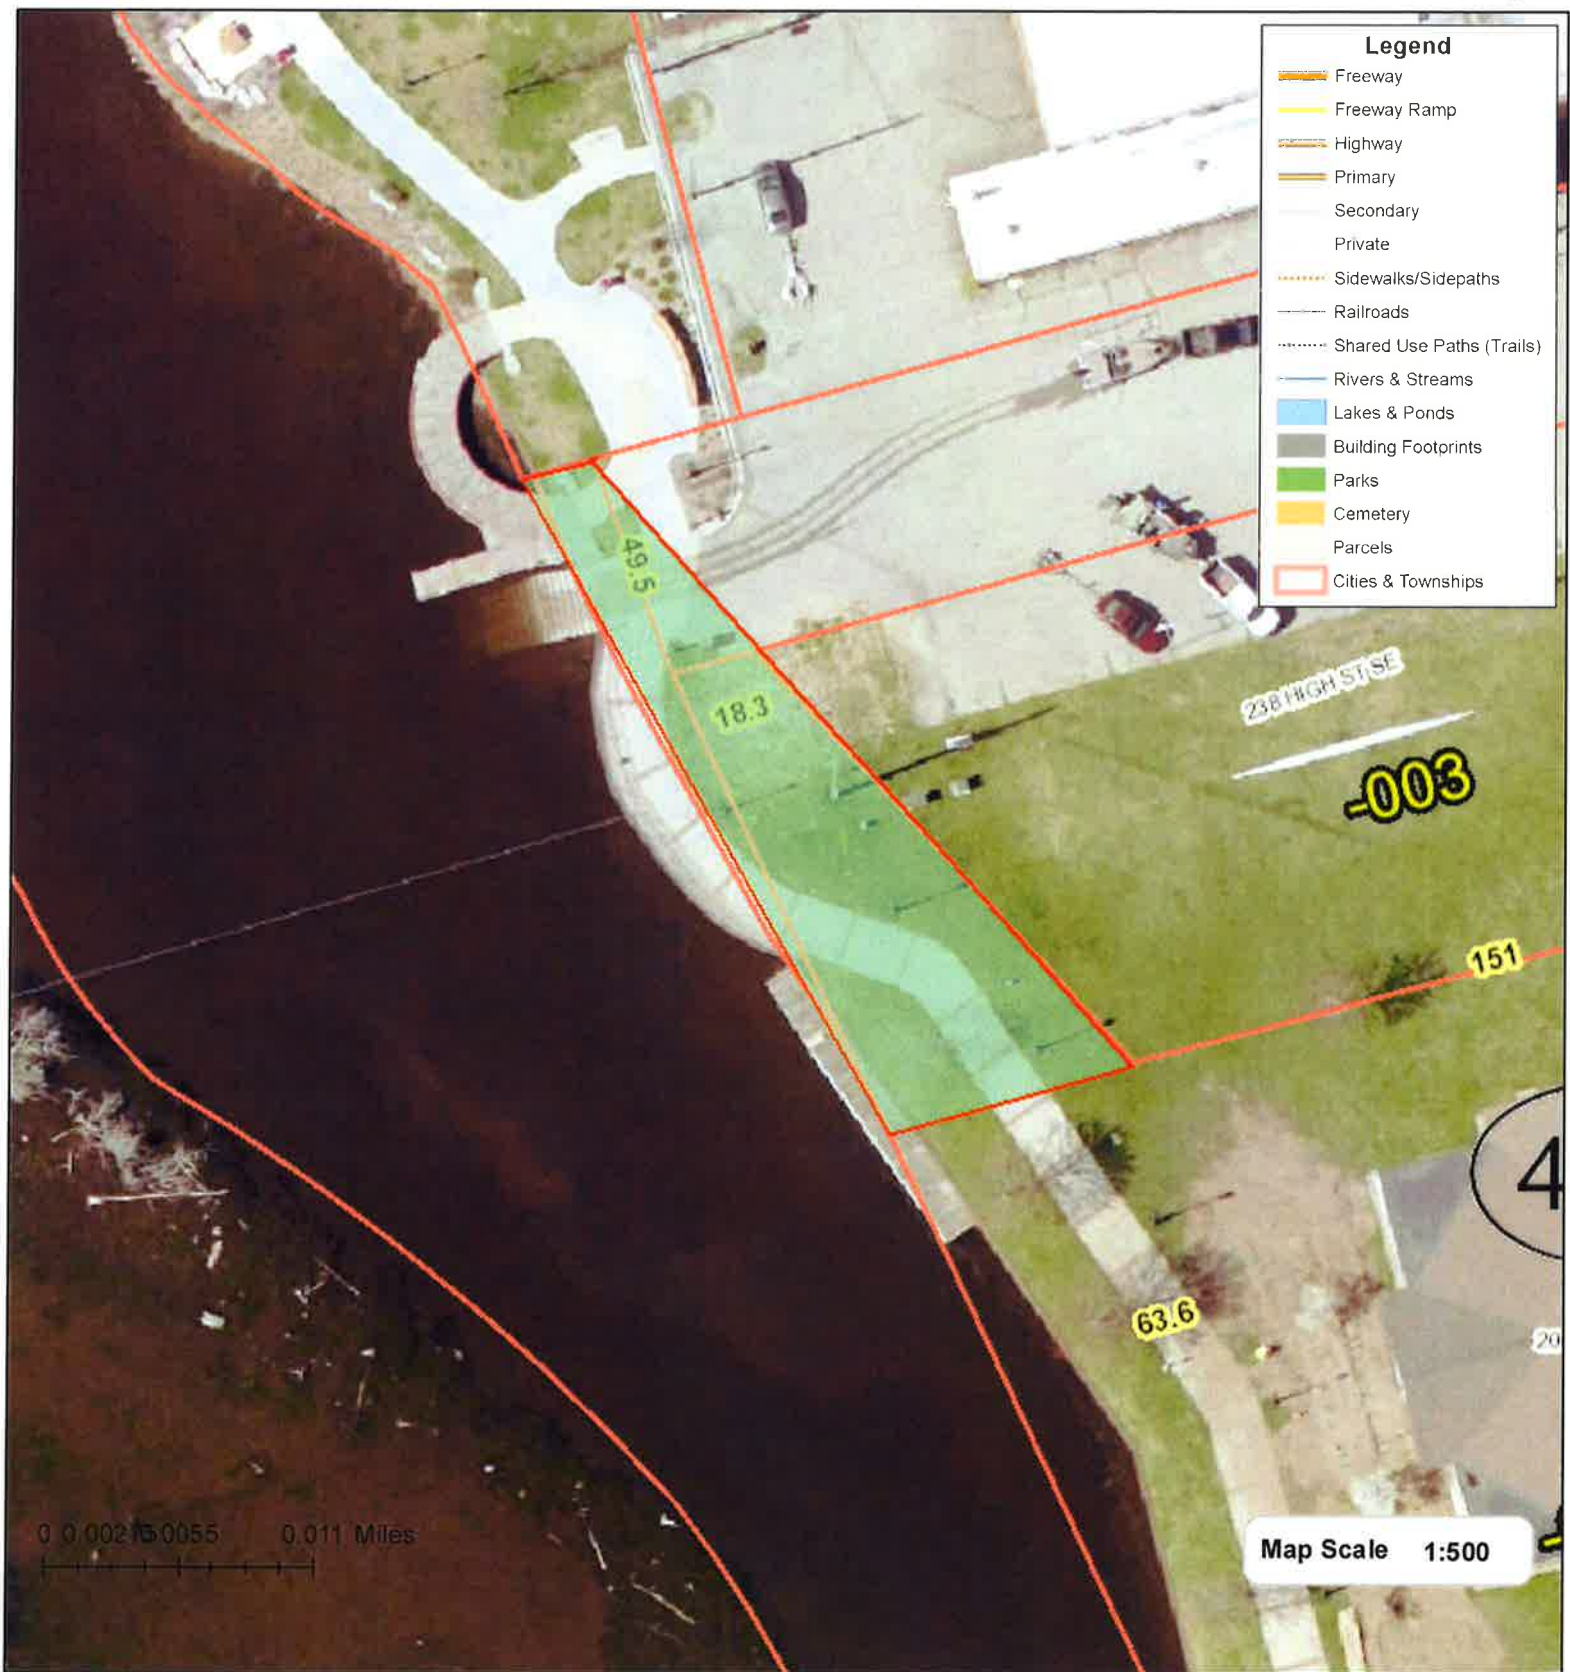 Legend
Freeway
Freeway Ramp
Highway
Primary
Secondary
Private
Sidewalks/Sidepaths
Railroads
Shared Use Paths (Trails)
Rivers & Streams
Lakes & Ponds
Building Footprints
Parks
Cemetery
Parcels
Cities & Townships
49.5
18.3
238 HIGH ST SE
-003
151
4
63.6
20
0 0.011 Miles
Map Scale 1:500